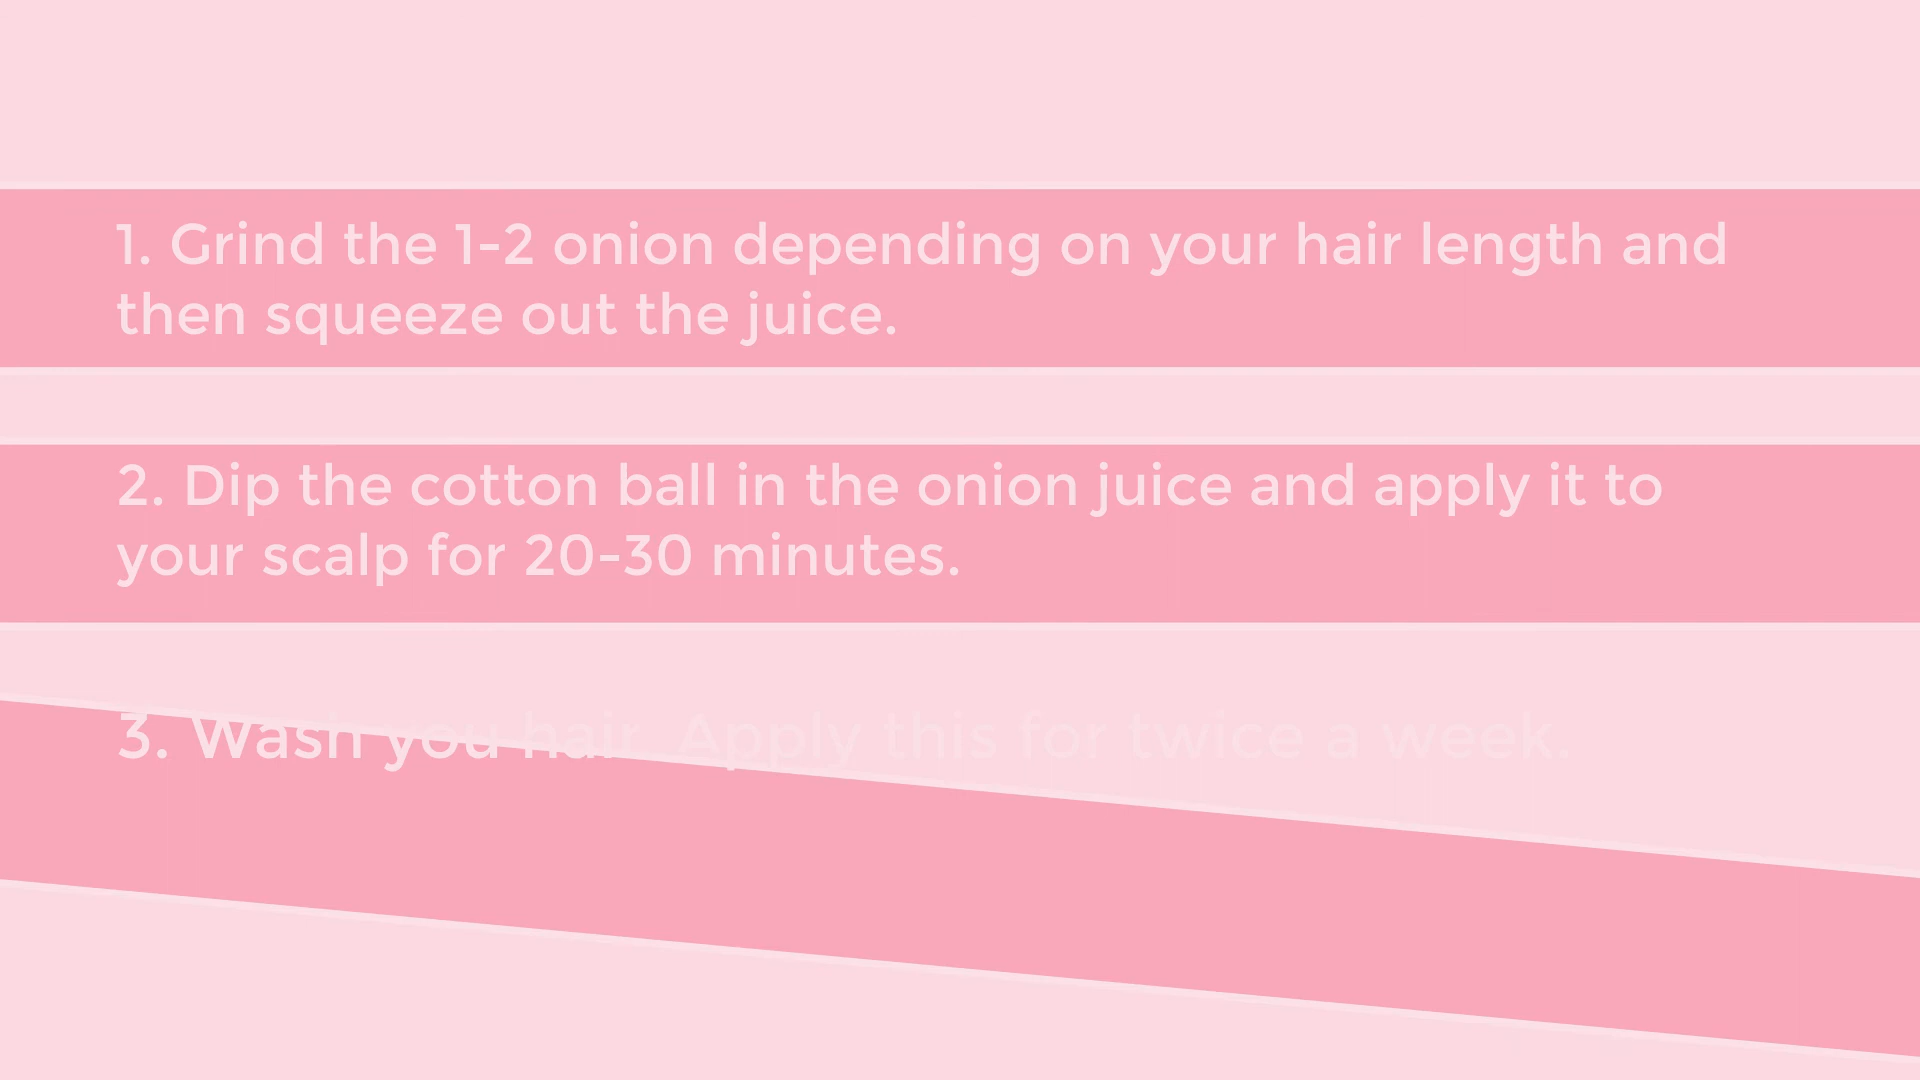 1. Grind the 1-2 onion depending on your hair length and
then squeeze out the juice.
2. Dip the cotton ball in the onion juice and apply it to
your scalp for 20-30 minutes.
3. Wash you hair. Apply this for twice a week.